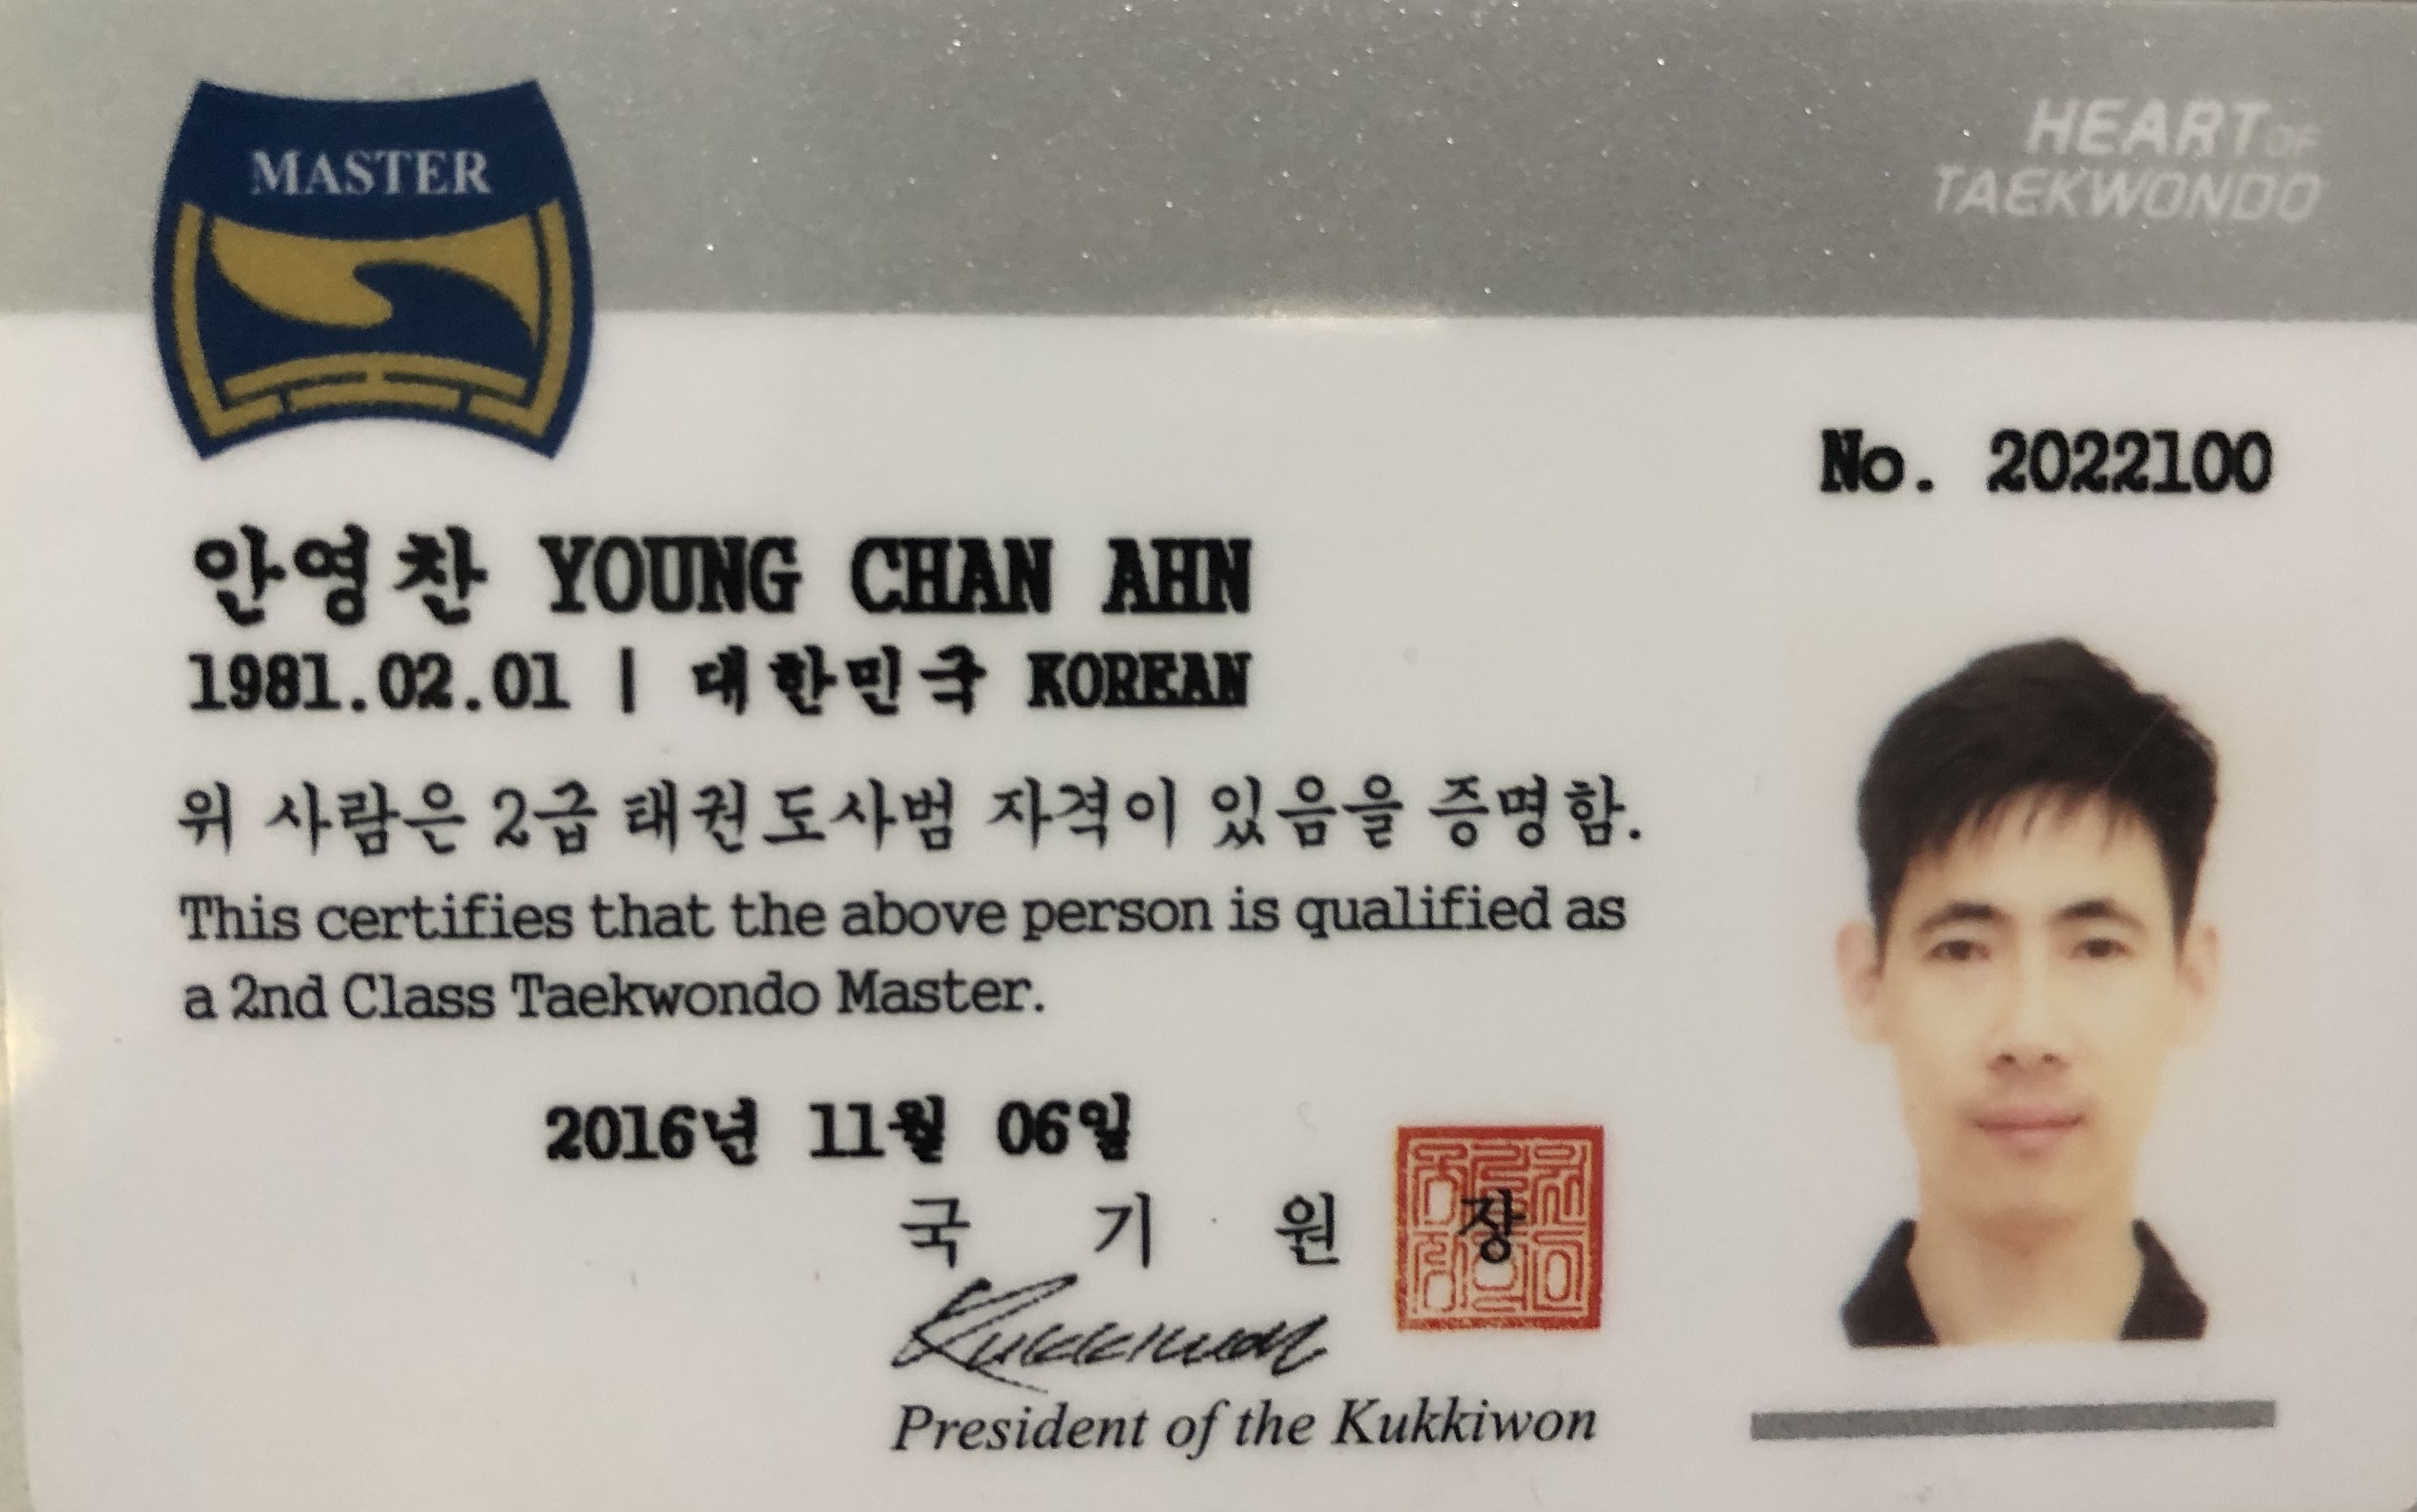 MASTER
HEART OF
TAEKWONDO
No. 2022100
안영찬 YOUNG CHAN AHN
1981.02.01 | 대한민국 KOREAN
위 사람은 2급 태권도사범 자격이 있음을 증명함.
This certifies that the above person is qualified as
a 2nd Class Taekwondo Master.
2016년 11월 06일
국 기 원 장
Kukkiwon
President of the Kukkiwon